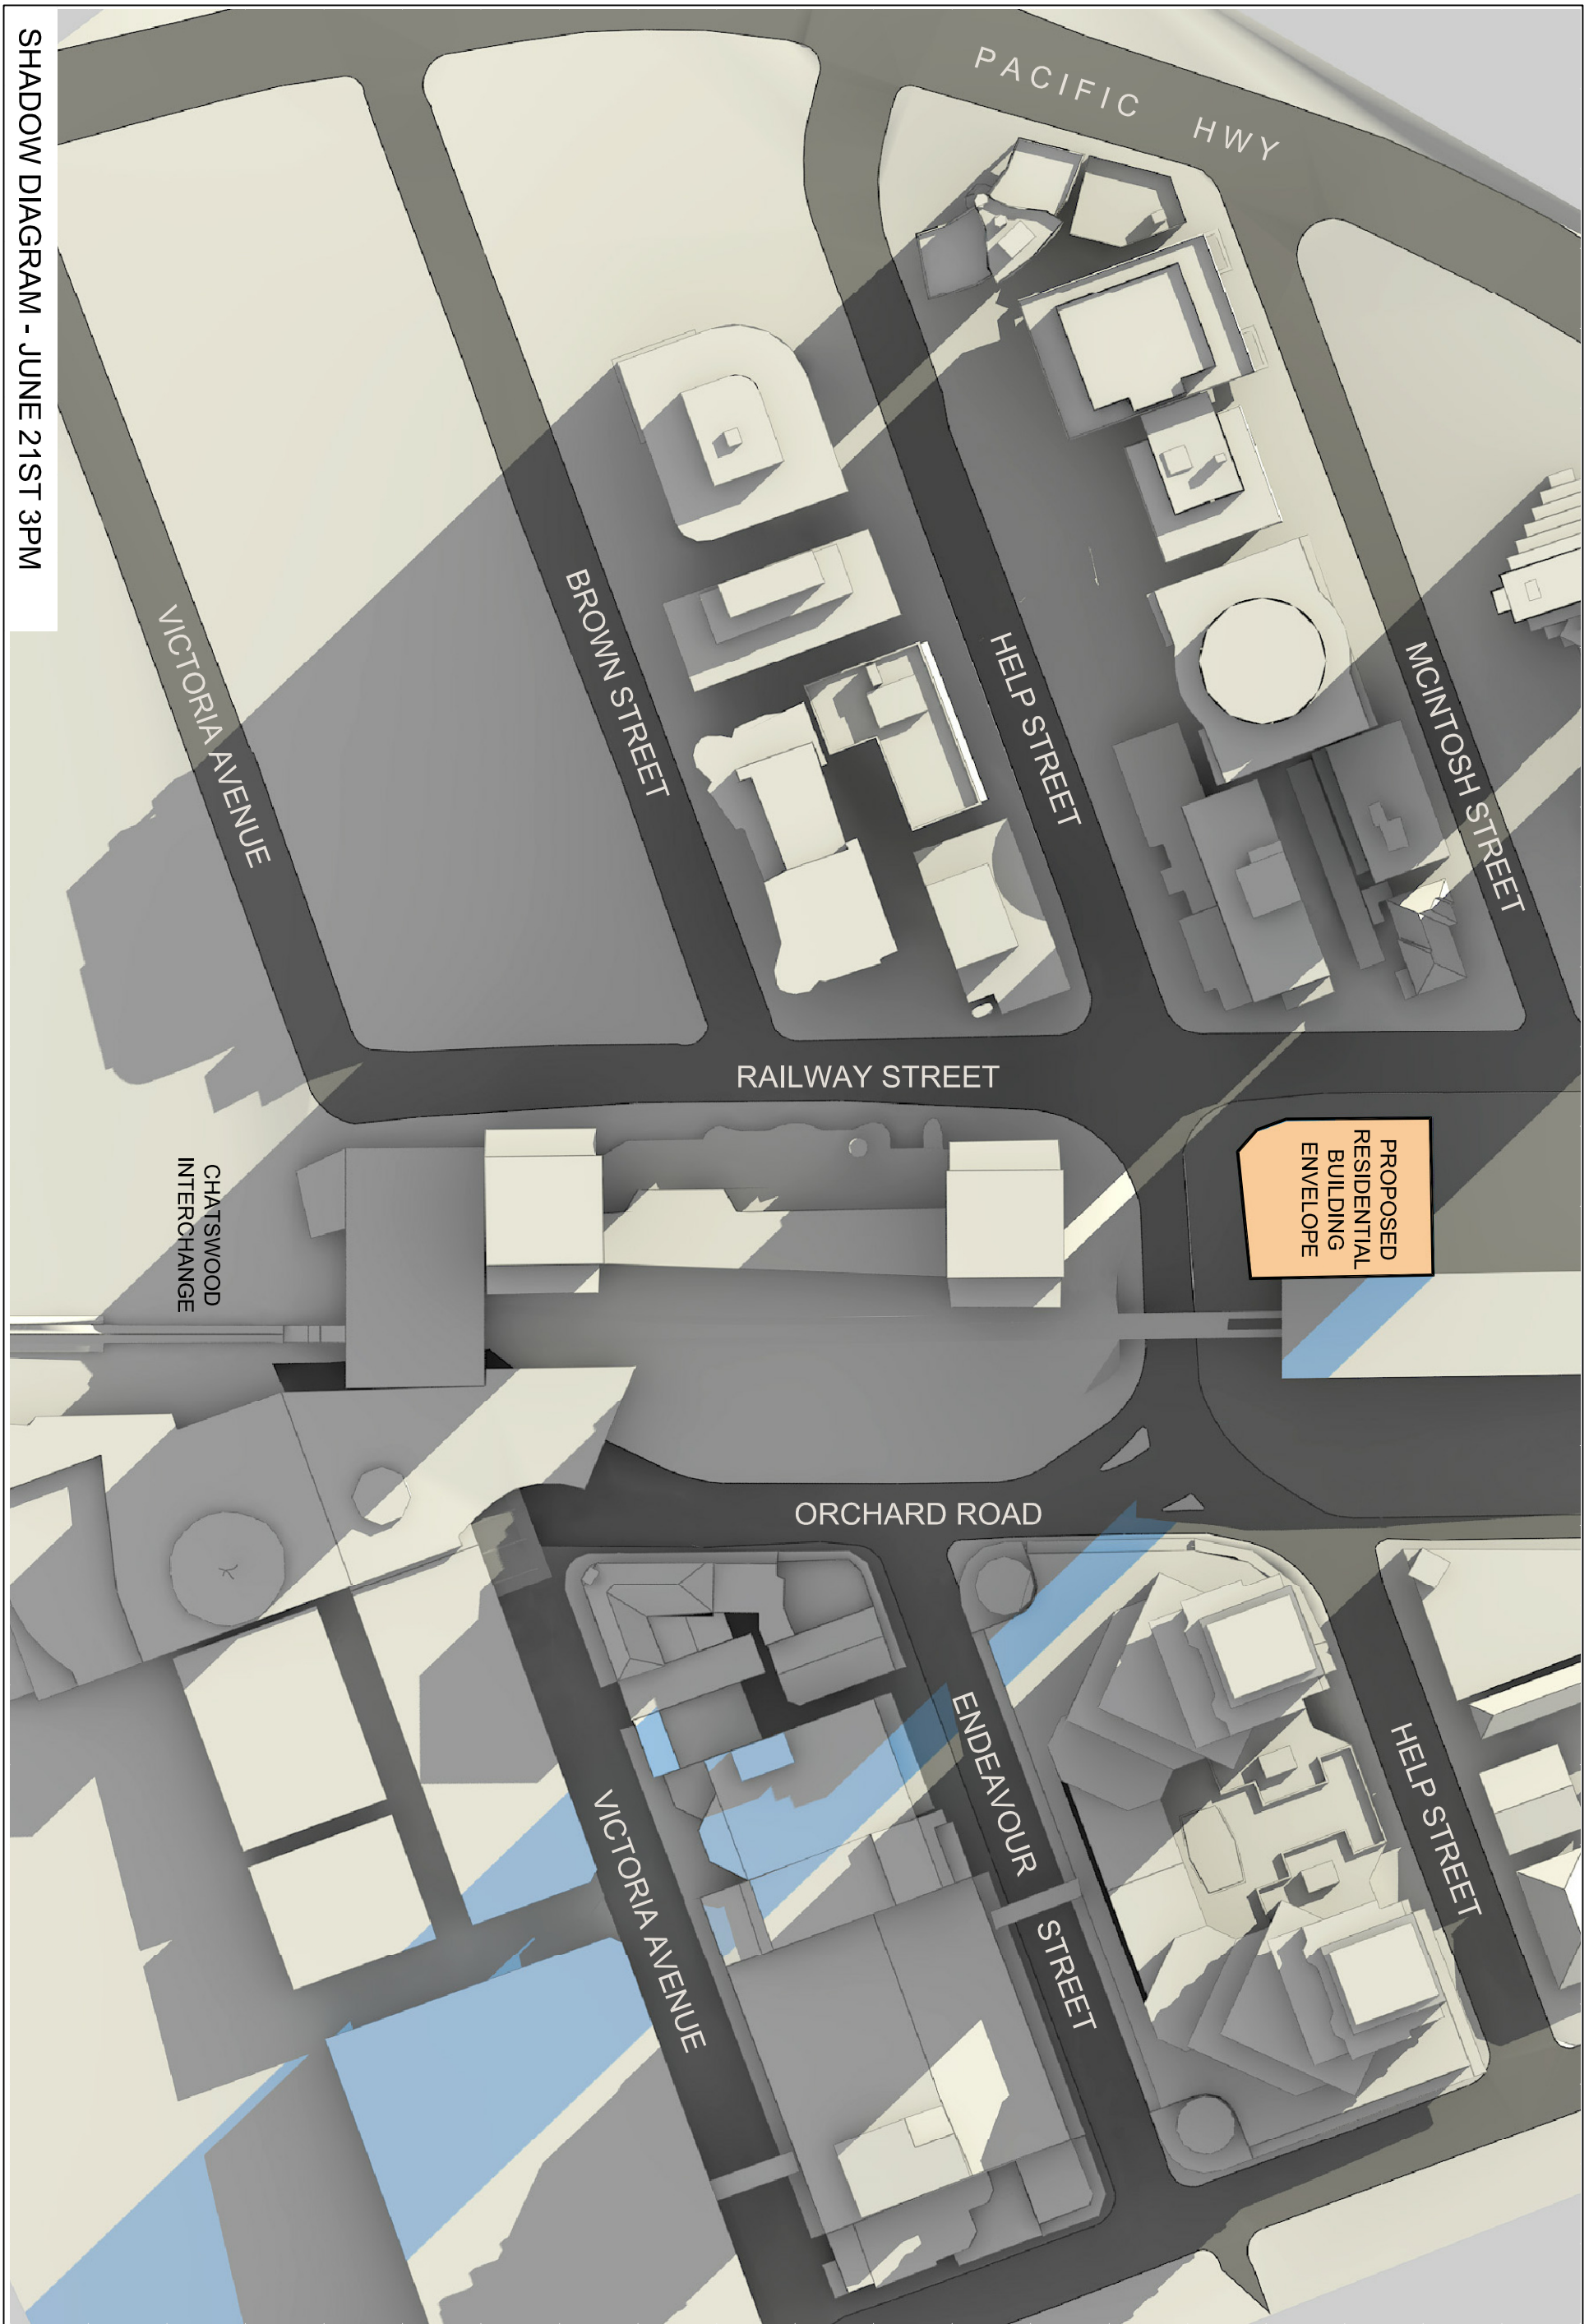 SHADOW DIAGRAM - JUNE 21ST 3PM
PACIFIC HWY
MCINTOSH STREET
HELP STREET
BROWN STREET
VICTORIA AVENUE
RAILWAY STREET
PROPOSED
RESIDENTIAL
BUILDING
ENVELOPE
CHATSWOOD
INTERCHANGE
ORCHARD ROAD
ENDEAVOUR STREET
HELP STREET
VICTORIA AVENUE